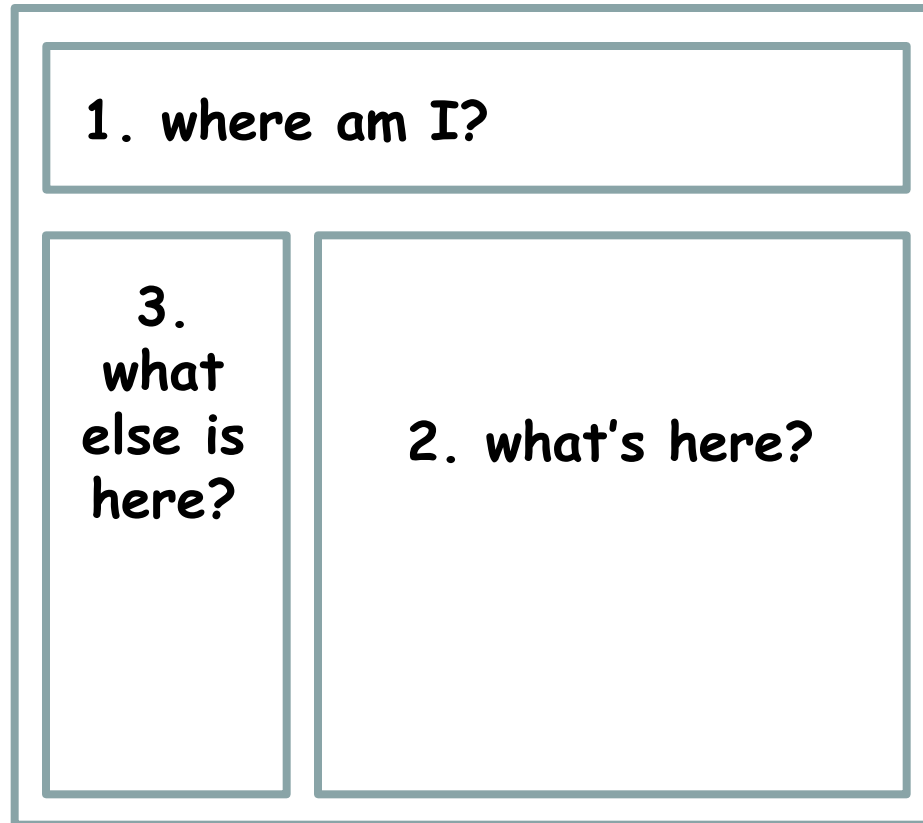 1. where am I?
3.
what
else is
here?
2. what's here?